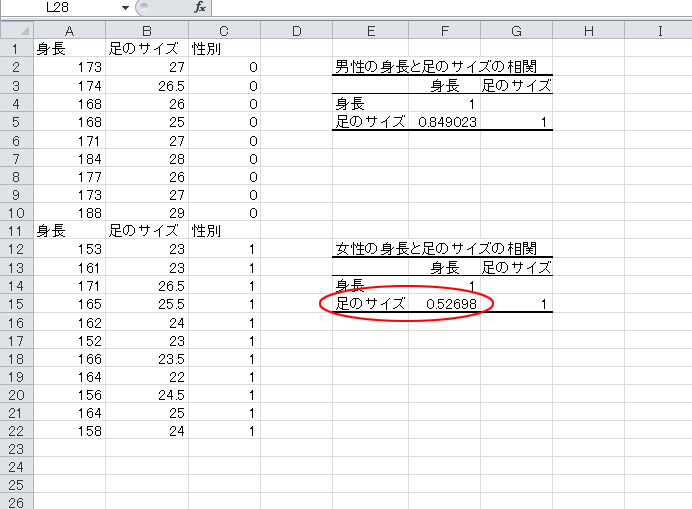 L28 fx
A B C D E F G H I
1 身長 足のサイズ 性別
2 173 27 0 男性の身長と足のサイズの相関
3 174 26.5 0 身長 足のサイズ
4 168 26 0 身長 1
5 168 25 0 足のサイズ 0.849023 1
6 171 27 0
7 184 28 0
8 177 26 0
9 173 27 0
10 188 29 0
11 身長 足のサイズ 性別
12 153 23 1 女性の身長と足のサイズの相関
13 161 23 1 身長 足のサイズ
14 171 26.5 1 身長 1
15 165 25.5 1 足のサイズ 0.52698 1
16 162 24 1
17 152 23 1
18 166 23.5 1
19 164 22 1
20 156 24.5 1
21 164 25 1
22 158 24 1
23
24
25
26